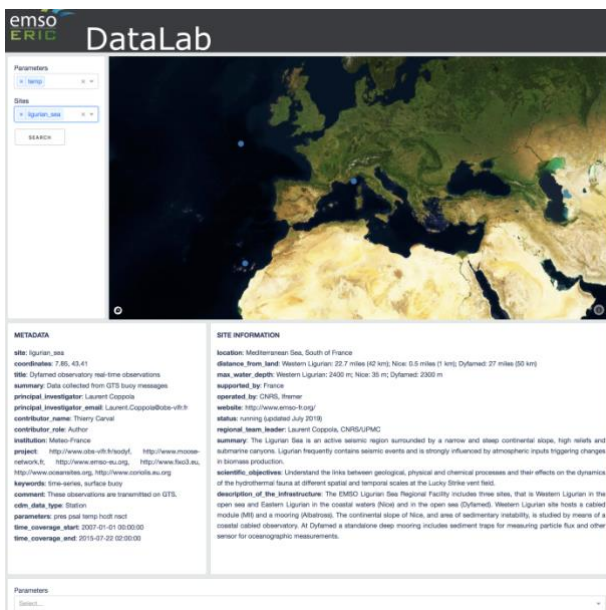 emso
ERIC
DataLab
Parameters
× temp
Sites
× ligurian_sea
SEARCH
METADATA
site: ligurian_sea
coordinates: 7.86, 43.41
title: Dyfamed observatory real-time observations
summary: Data collected from GTS buoy messages
principal_investigator: Laurent Coppola
principal_investigator_email: Laurent.Coppola@obs-vlfr.fr
contributor_name: Thierry Carval
contributor_role: Author
institution: Meteo-France
project: http://www.obs-vlfr.fr/sodyf, http://www.moose-
network.fr, http://www.emso-eu.org, http://www.fixo3.eu,
http://www.oceansites.org, http://www.coriolis.eu.org
keywords: time-series, surface buoy
comment: These observations are transmitted on GTS.
cdm_data_type: Station
parameters: pres psal temp hcdt nsct
time_coverage_start: 2007-01-01 00:00:00
time_coverage_end: 2015-07-22 02:00:00
SITE INFORMATION
location: Mediterranean Sea, South of France
distance_from_land: Western Ligurian: 22.7 miles (42 km); Nice: 0.5 miles (1 km); Dyfamed: 27 miles (50 km)
max_water_depth: Western Ligurian: 2400 m; Nice: 35 m; Dyfamed: 2300 m
supported_by: France
operated_by: CNRS, Ifremer
website: http://www.emso-fr.org/
status: running (updated July 2019)
regional_team_leader: Laurent Coppola, CNRS/UPMC
summary: The Ligurian Sea is an active seismic region surrounded by a narrow and steep continental slope, high reliefs and
submarine canyons. Ligurian frequently contains seismic events and is strongly influenced by atmospheric inputs triggering changes
in biomass production.
scientific_objectives: Understand the links between geological, physical and chemical processes and their effects on the dynamics
of the hydrothermal fauna at different spatial and temporal scales at the Lucky Strike vent field.
description_of_the_infrastructure: The EMSO Ligurian Sea Regional Facility includes three sites, that is Western Ligurian in the
open sea and Eastern Ligurian in the coastal waters (Nice) and in the open sea (Dyfamed). Western Ligurian site hosts a cabled
module (MII) and a mooring (Albatross). The continental slope of Nice, and area of sedimentary instability, is studied by means of a
coastal cabled observatory. At Dyfamed a standalone deep mooring includes sediment traps for measuring particle flux and other
sensor for oceanographic measurements.
Parameters
Select...